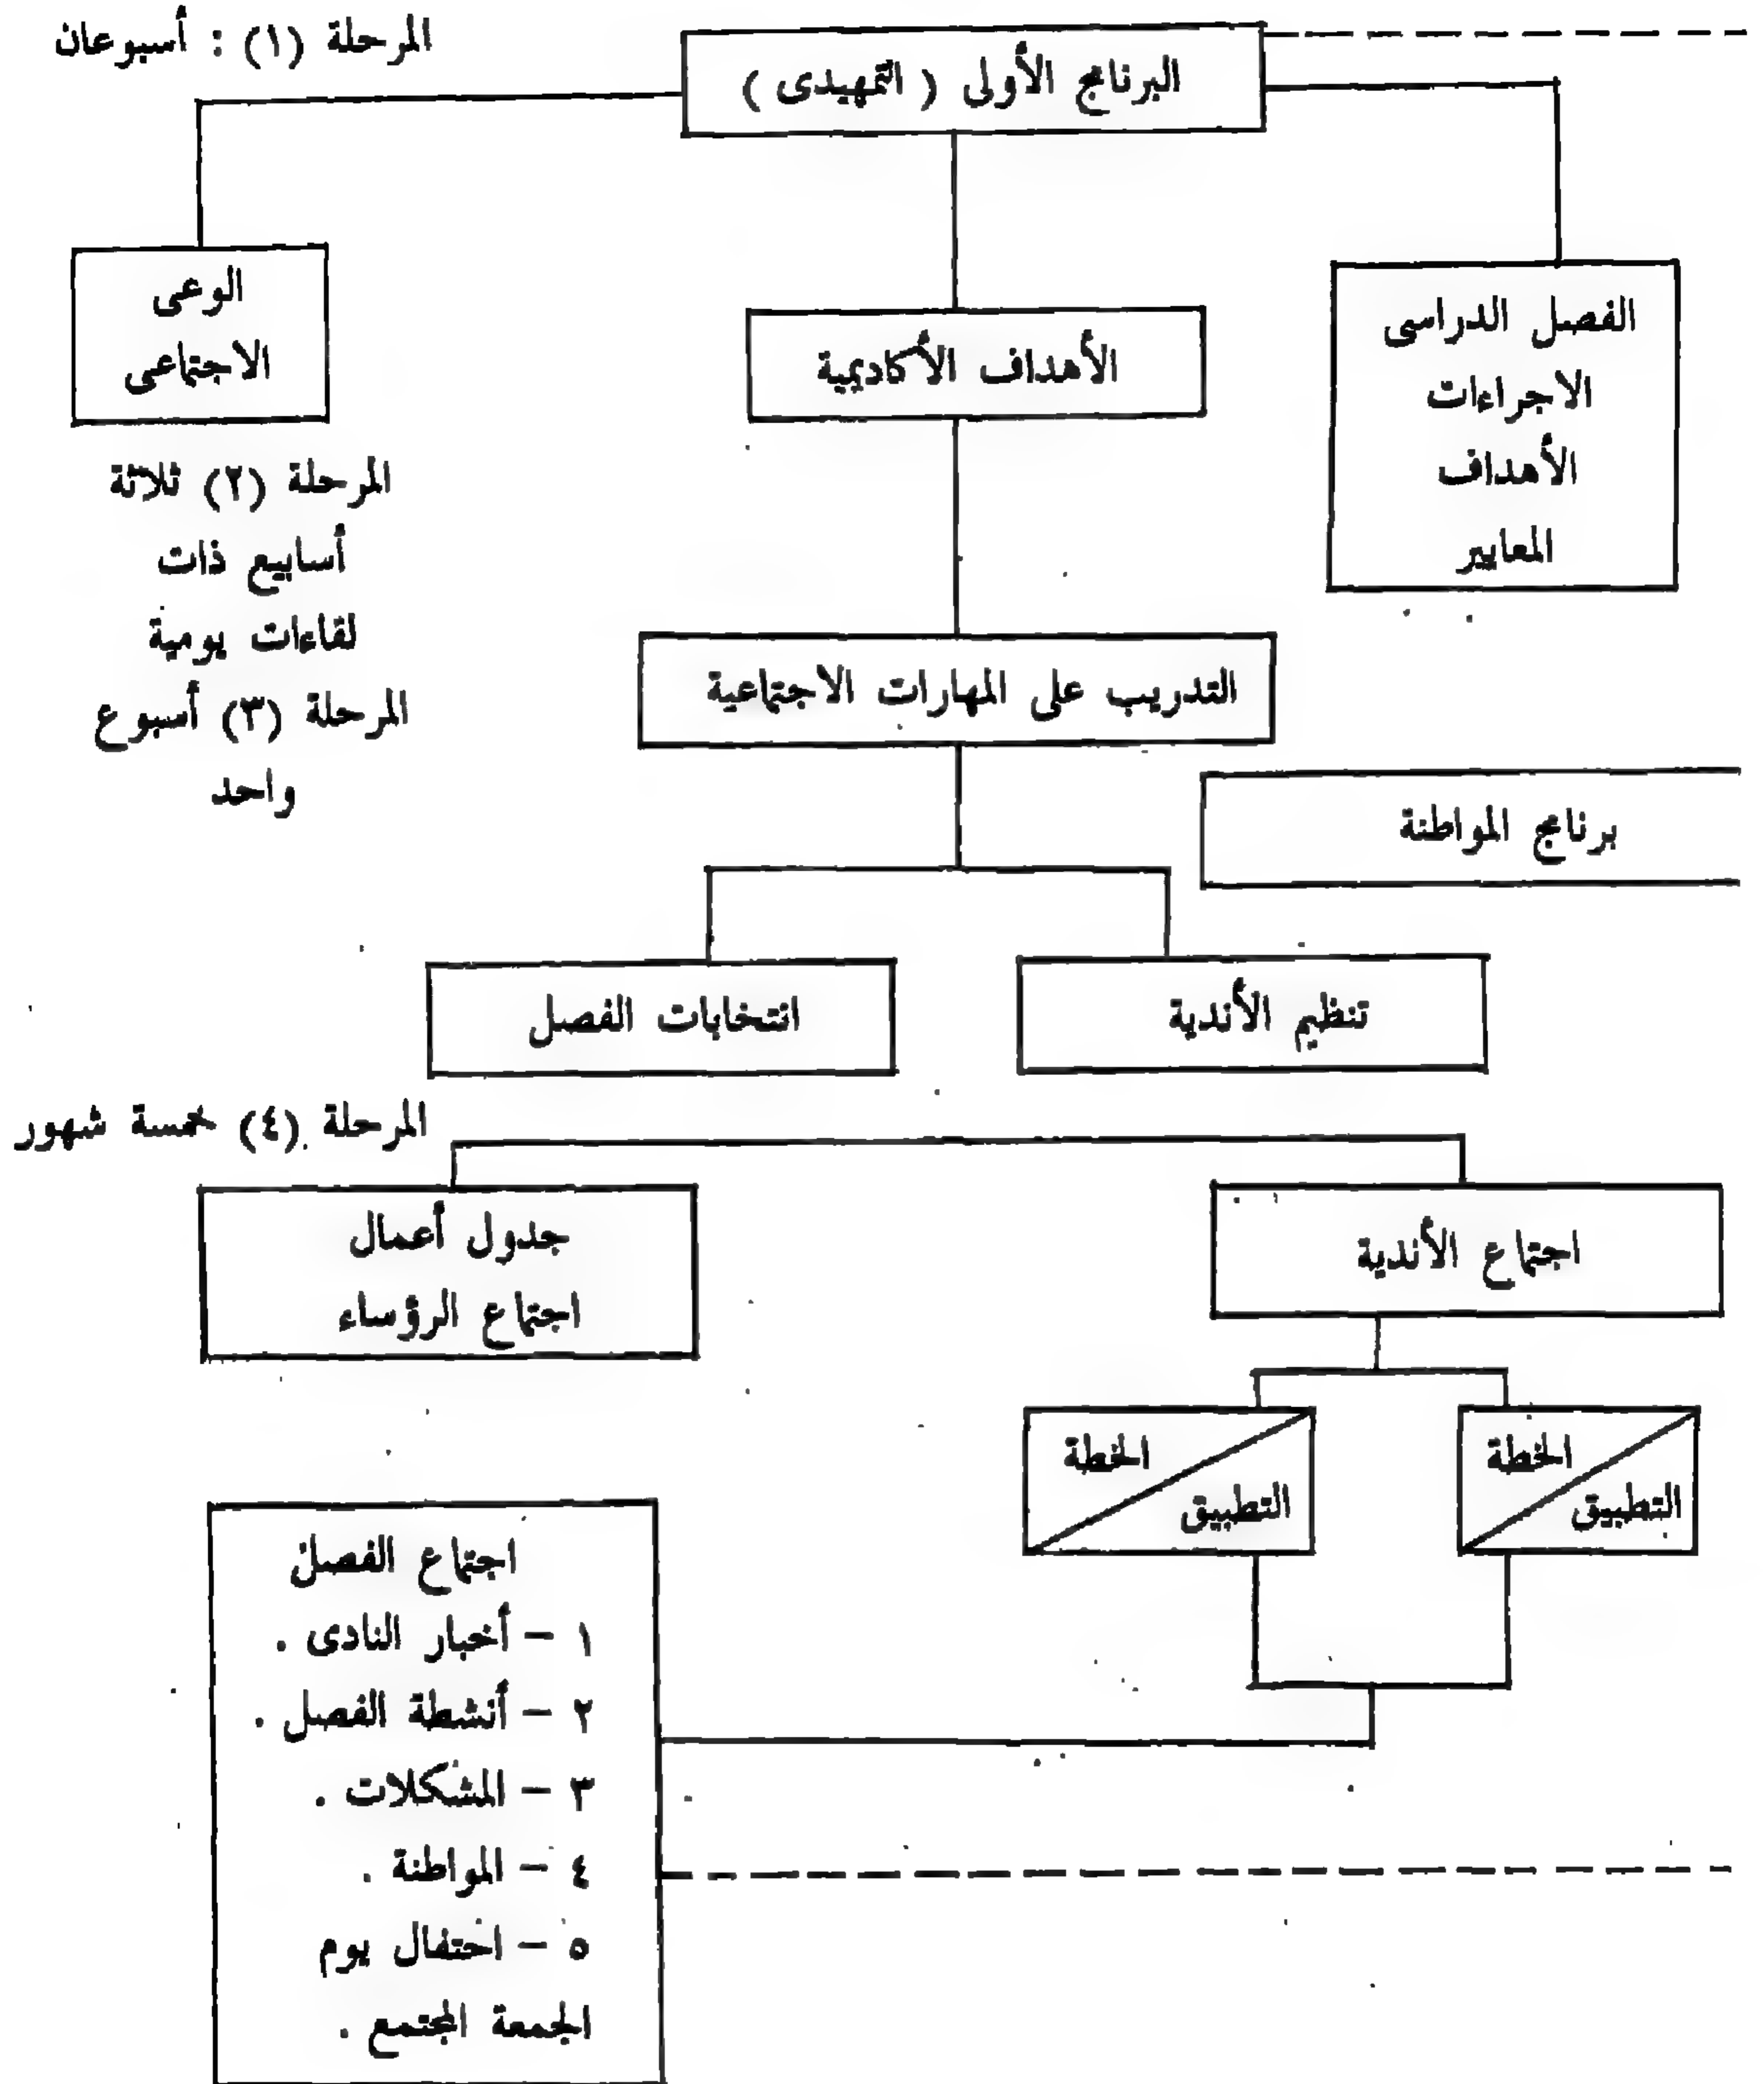 المرحلة (١) : أسبوعان
البرنامج الأولى ( التمهيدى )
الفصل الدراسى
الاجراءات
الأهداف
المعايير
الأهداف الأكاديمية
الوعى
الاجتماعى
المرحلة (٢) ثلاثة
أسابيع ذات
لقاءات يومية
المرحلة (٣) أسبوع
واحد
التدريب على المهارات الاجتماعية
برنامج المواطنة
تنظيم الأندية
انتخابات الفصل
المرحلة (٤) خمسة شهور
اجتماع الأندية
جدول أعمال
اجتماع الرؤساء
الخطة
التطبيق
الخطة
التطبيق
اجتماع الفصل
١ - أخبار النادى .
٢ - أنشطة الفصل .
٣ - المشكلات .
٤ - المواطنة .
٥ - احتفال يوم
الجمعة المجتمع .